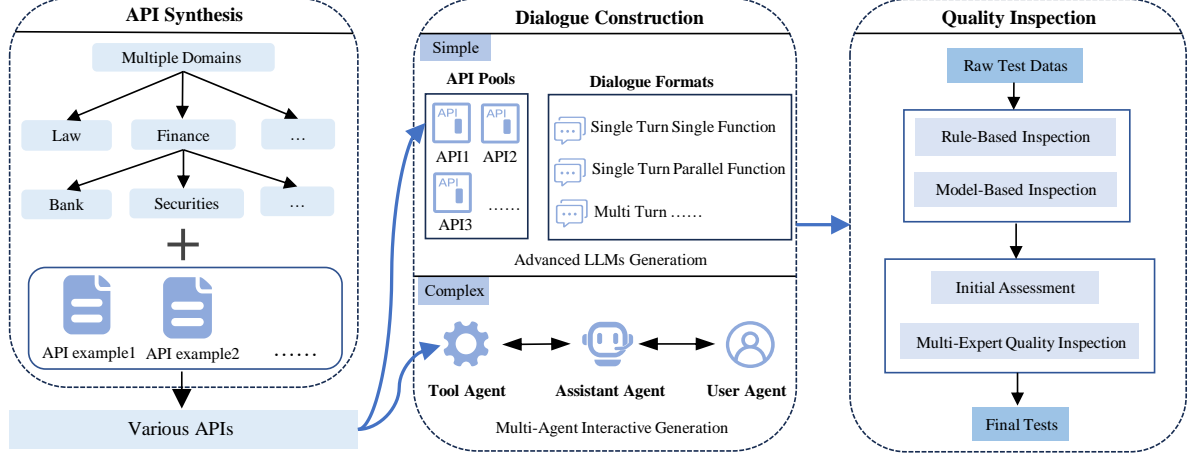 API Synthesis
Multiple Domains
Law
Finance
...
Bank
Securities
...
+
API example1
API example2
......
Various APIs
Dialogue Construction
Simple
API Pools
API
API
API1
API2
API
......
API3
Dialogue Formats
Single Turn Single Function
Single Turn Parallel Function
Multi Turn ......
Advanced LLMs Generatiom
Complex
Tool Agent
Assistant Agent
User Agent
Multi-Agent Interactive Generation
Quality Inspection
Raw Test Datas
Rule-Based Inspection
Model-Based Inspection
Initial Assessment
Multi-Expert Quality Inspection
Final Tests